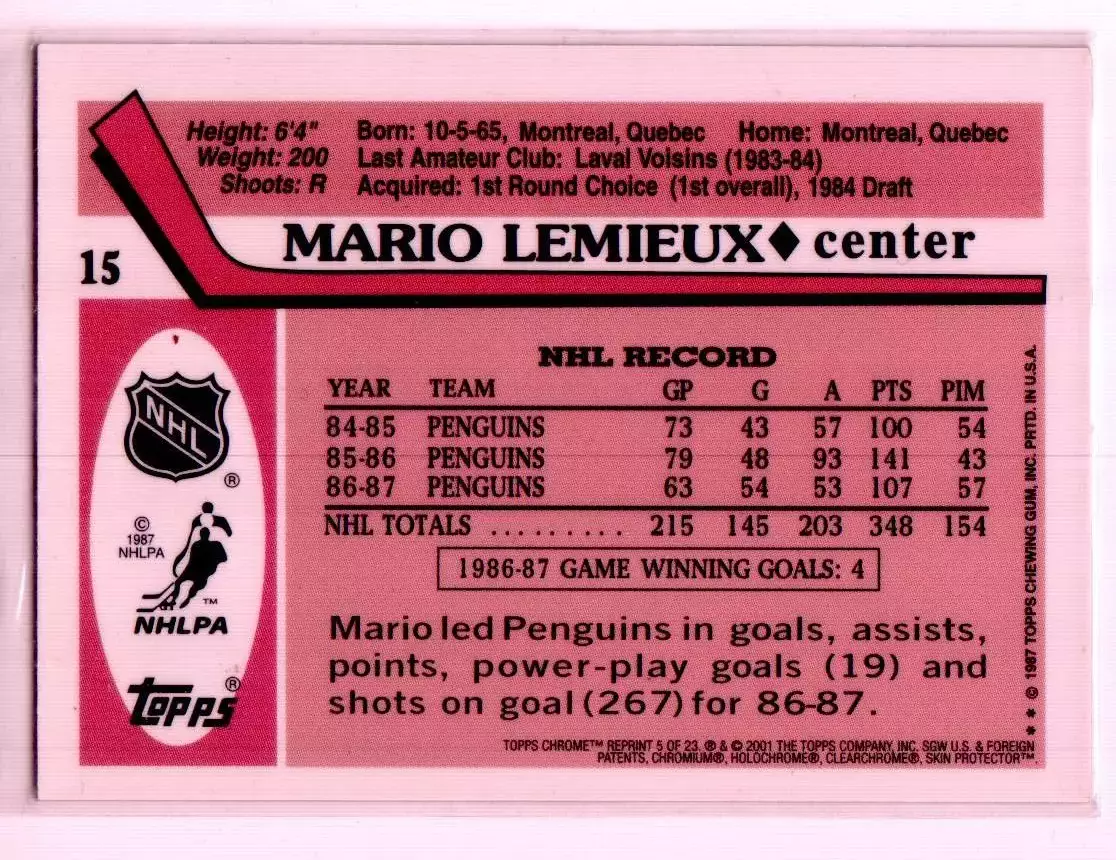 Height: 6'4" Born: 10-5-65, Montreal, Quebec Home: Montreal, Quebec
Weight: 200 Last Amateur Club: Laval Voisins (1983-84)
Shoots: R Acquired: 1st Round Choice (1st overall), 1984 Draft
15 MARIO LEMIEUX♦center
NHL RECORD
YEAR TEAM GP G A PTS PIM
84-85 PENGUINS 73 43 57 100 54
85-86 PENGUINS 79 48 93 141 43
86-87 PENGUINS 63 54 53 107 57
NHL TOTALS ......... 215 145 203 348 154
1986-87 GAME WINNING GOALS: 4
Mario led Penguins in goals, assists,
points, power-play goals (19) and
shots on goal (267) for 86-87.
NHL
®
©
1987
NHLPA
TM
NHLPA
Topps®
TOPPS CHROME™ REPRINT 5 OF 23. ® & © 2001 THE TOPPS COMPANY, INC. SGW U.S. & FOREIGN
PATENTS, CHROMIUM®, HOLOCHROME®, CLEARCHROME®, SKIN PROTECTOR™.
** © 1987 TOPPS CHEWING GUM, INC. PRTD. IN U.S.A.